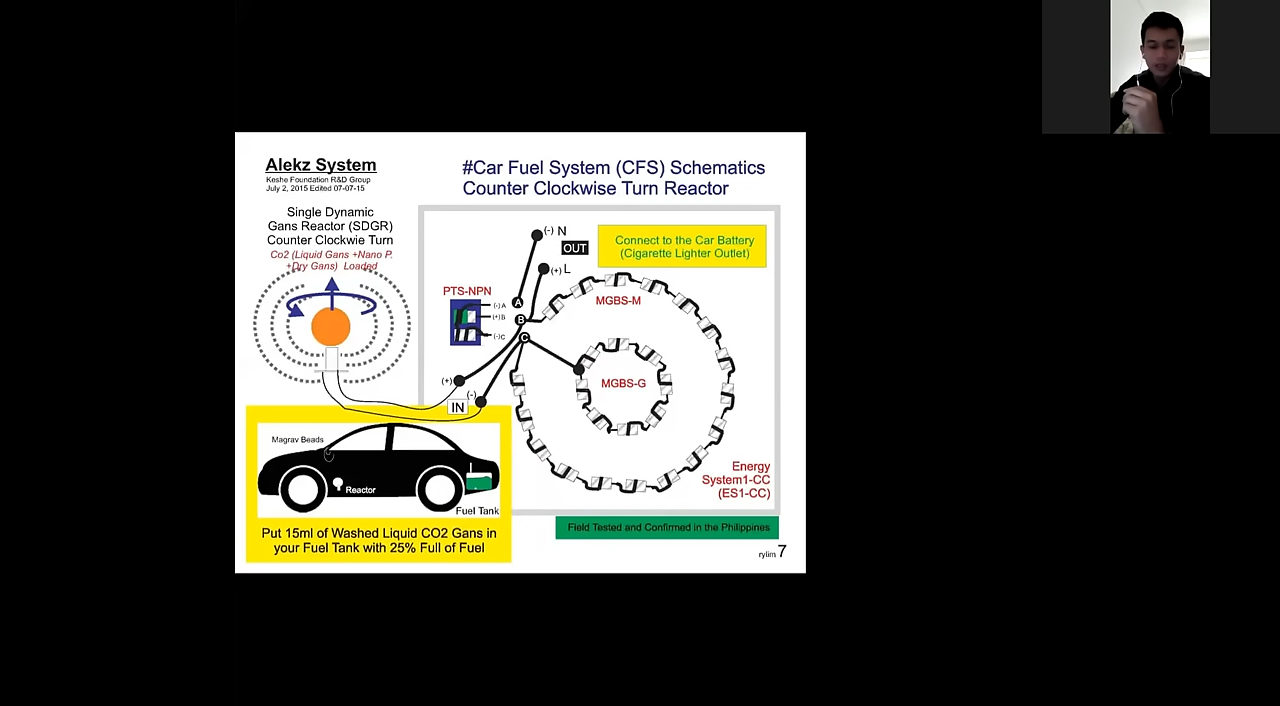 Alekz System
Keshe Foundation R&D Group
July 2, 2015 Edited 07-07-15
#Car Fuel System (CFS) Schematics
Counter Clockwise Turn Reactor
Single Dynamic
Gans Reactor (SDGR)
Counter Clockwie Turn
Co2 (Liquid Gans +Nano P.
+Dry Gans) Loaded
(-) N
OUT
(+) L
Connect to the Car Battery
(Cigarette Lighter Outlet)
PTS-NPN
(-) A
(+) B
(-) C
A
B
C
MGBS-M
MGBS-G
(+)
(-)
IN
Magrav Beads
Reactor
Fuel Tank
Energy
System1-CC
(ES1-CC)
Put 15ml of Washed Liquid CO2 Gans in
your Fuel Tank with 25% Full of Fuel
Field Tested and Confirmed in the Philippines
rylim 7